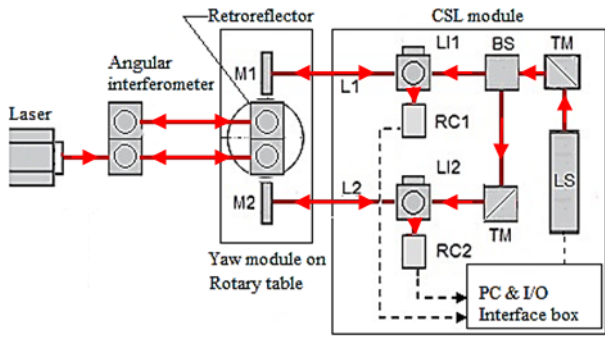 Retroreflector
CSL module
Angular
interferometer
M1
LI1
BS
TM
Laser
L1
RC1
LI2
LS
M2
L2
TM
RC2
Yaw module on
Rotary table
PC & I/O
Interface box